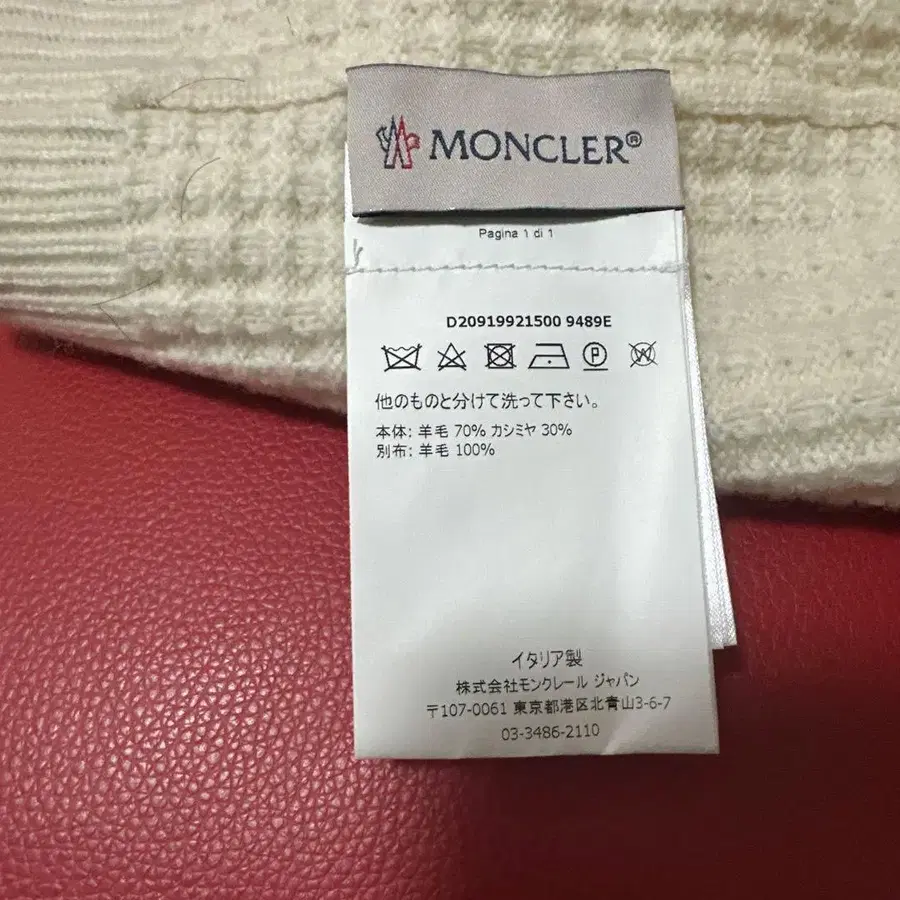 MONCLER®
Pagina 1 di 1
D20919921500 9489E
P
W
他のものと分けて洗って下さい。
本体: 羊毛 70% カシミヤ 30%
別布: 羊毛 100%
イタリア製
株式会社モンクレール ジャパン
〒107-0061 東京都港区北青山3-6-7
03-3486-2110